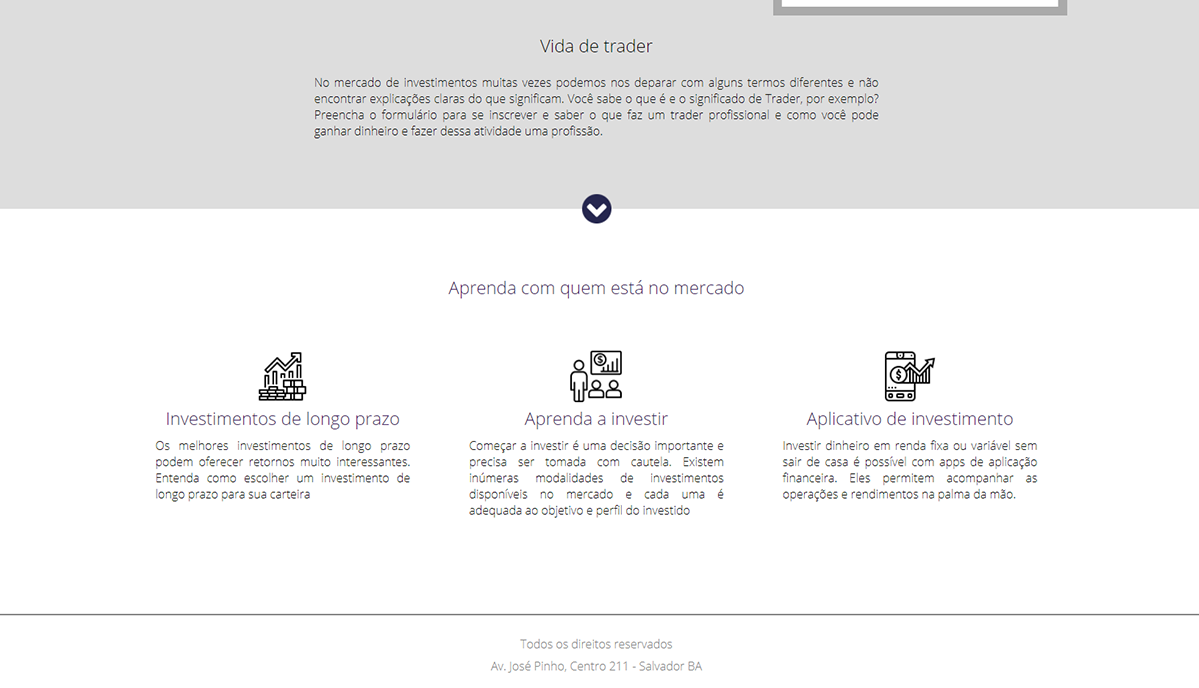 Vida de trader
No mercado de investimentos muitas vezes podemos nos deparar com alguns termos diferentes e não
encontrar explicações claras do que significam. Você sabe o que é e o significado de Trader, por exemplo?
Preencha o formulário para se inscrever e saber o que faz um trader profissional e como você pode
ganhar dinheiro e fazer dessa atividade uma profissão.
Aprenda com quem está no mercado
Investimentos de longo prazo
Os melhores investimentos de longo prazo
podem oferecer retornos muito interessantes.
Entenda como escolher um investimento de
longo prazo para sua carteira
Aprenda a investir
Começar a investir é uma decisão importante e
precisa ser tomada com cautela. Existem
inúmeras modalidades de investimentos
disponíveis no mercado e cada uma é
adequada ao objetivo e perfil do investido
Aplicativo de investimento
Investir dinheiro em renda fixa ou variável sem
sair de casa é possível com apps de aplicação
financeira. Eles permitem acompanhar as
operações e rendimentos na palma da mão.
Todos os direitos reservados
Av. José Pinho, Centro 211 - Salvador BA